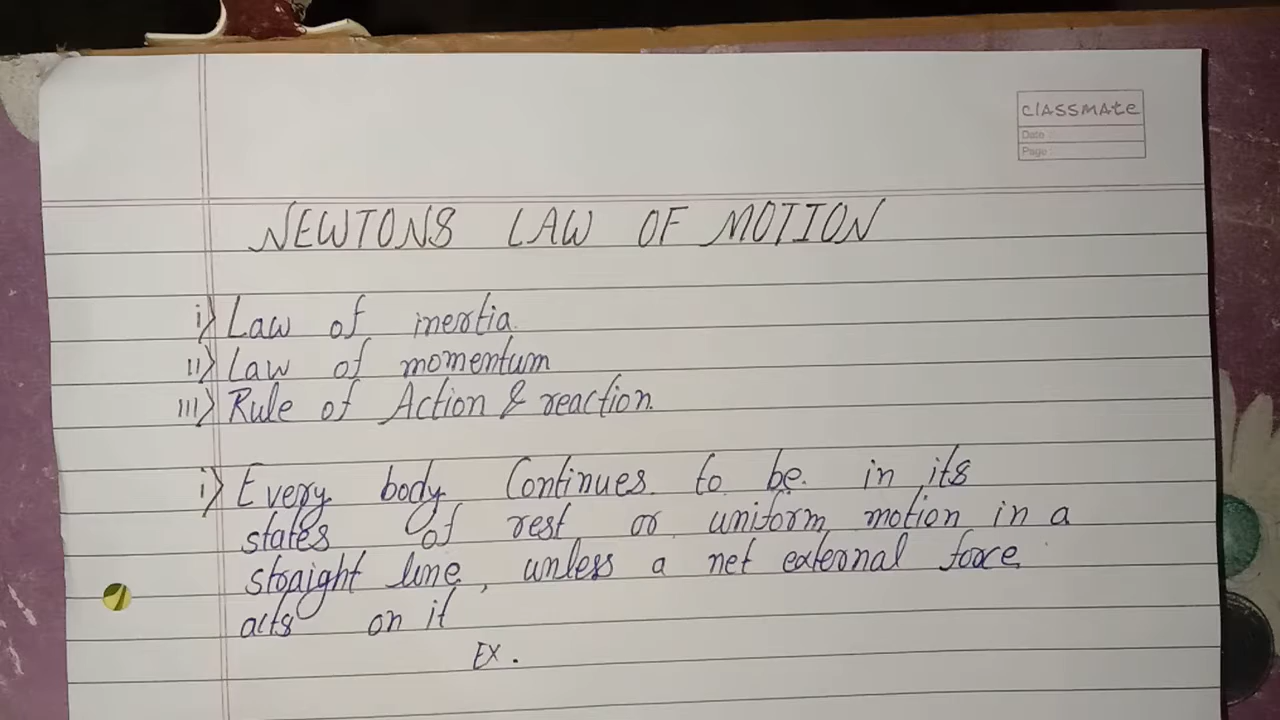 classmate
Date
Page
NEWTONS LAW OF MOTION
i) Law of inertia.
ii) Law of momentum
iii) Rule of Action & reaction.
i) Every body Continues to be in its
states of rest or uniform motion in a
straight line, unless a net external force
acts on it
EX.